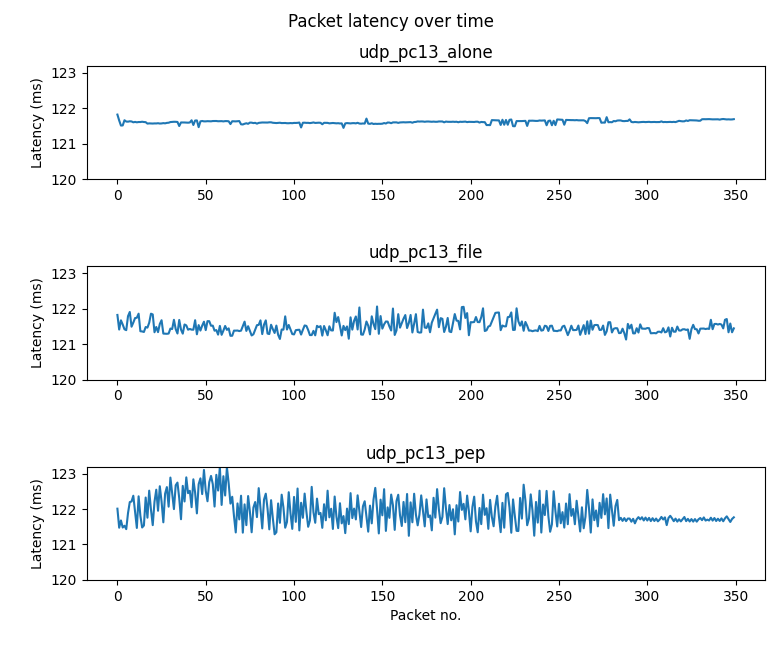 Packet latency over time
udp_pc13_alone
Latency (ms)
123
122
121
120
0 50 100 150 200 250 300 350
udp_pc13_file
Latency (ms)
123
122
121
120
0 50 100 150 200 250 300 350
udp_pc13_pep
Latency (ms)
123
122
121
120
0 50 100 150 200 250 300 350
Packet no.